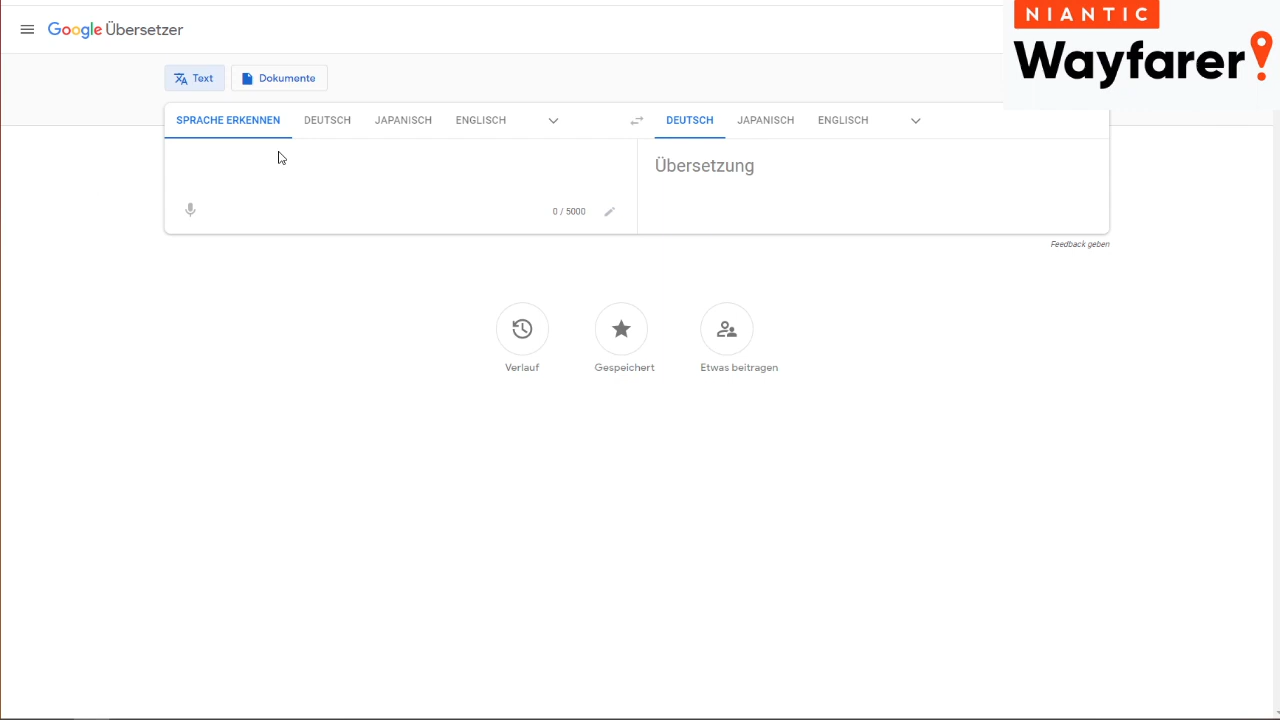 NIANTIC
Wayfarer!
Google Übersetzer
Text
Dokumente
SPRACHE ERKENNEN DEUTSCH JAPANISCH ENGLISCH
DEUTSCH JAPANISCH ENGLISCH
Übersetzung
0 / 5000
Feedback geben
Verlauf
Gespeichert
Etwas beitragen